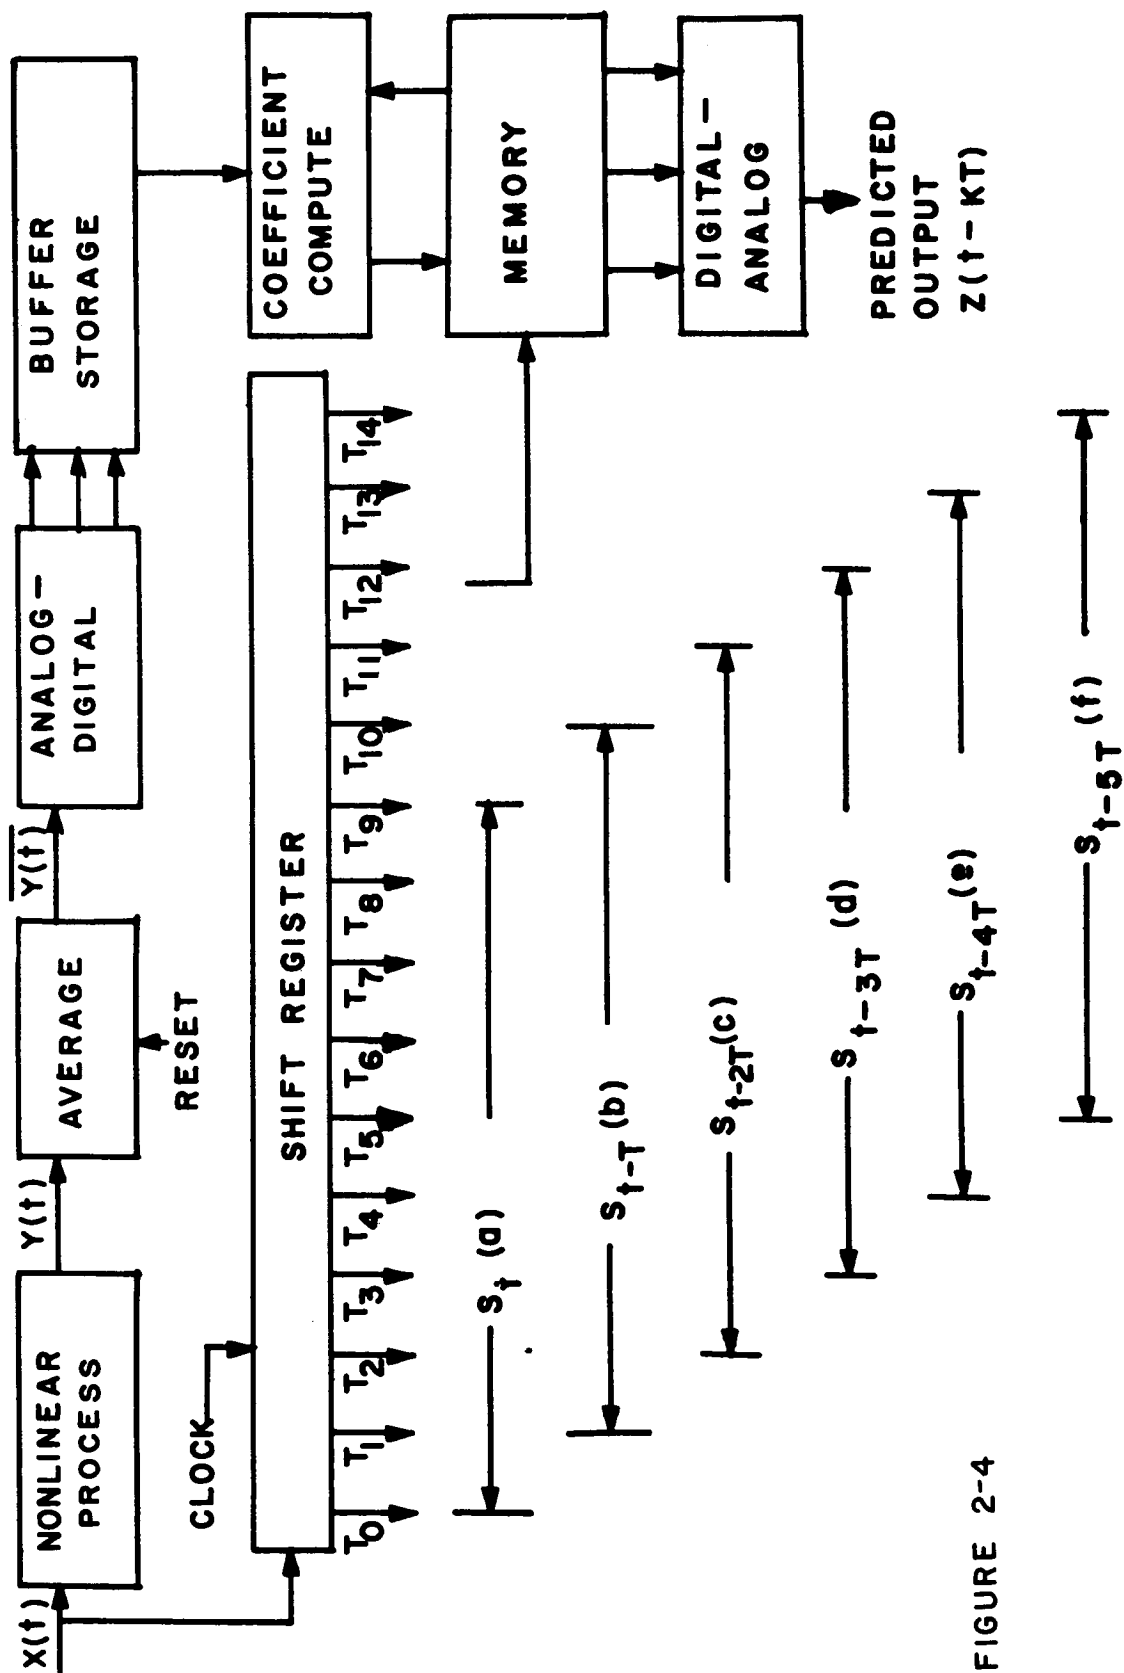 X(t)
NONLINEAR
PROCESS
Y(t)
AVERAGE
RESET
Y(t)
ANALOG-
DIGITAL
BUFFER
STORAGE
CLOCK
SHIFT REGISTER
T0 T1 T2 T3 T4 T5 T6 T7 T8 T9 T10 T11 T12 T13 T14
COEFFICIENT
COMPUTE
MEMORY
DIGITAL-
ANALOG
PREDICTED
OUTPUT
Z(t-KT)
St (a)
St-T (b)
St-2T (c)
St-3T (d)
St-4T (e)
St-5T (f)
FIGURE 2-4